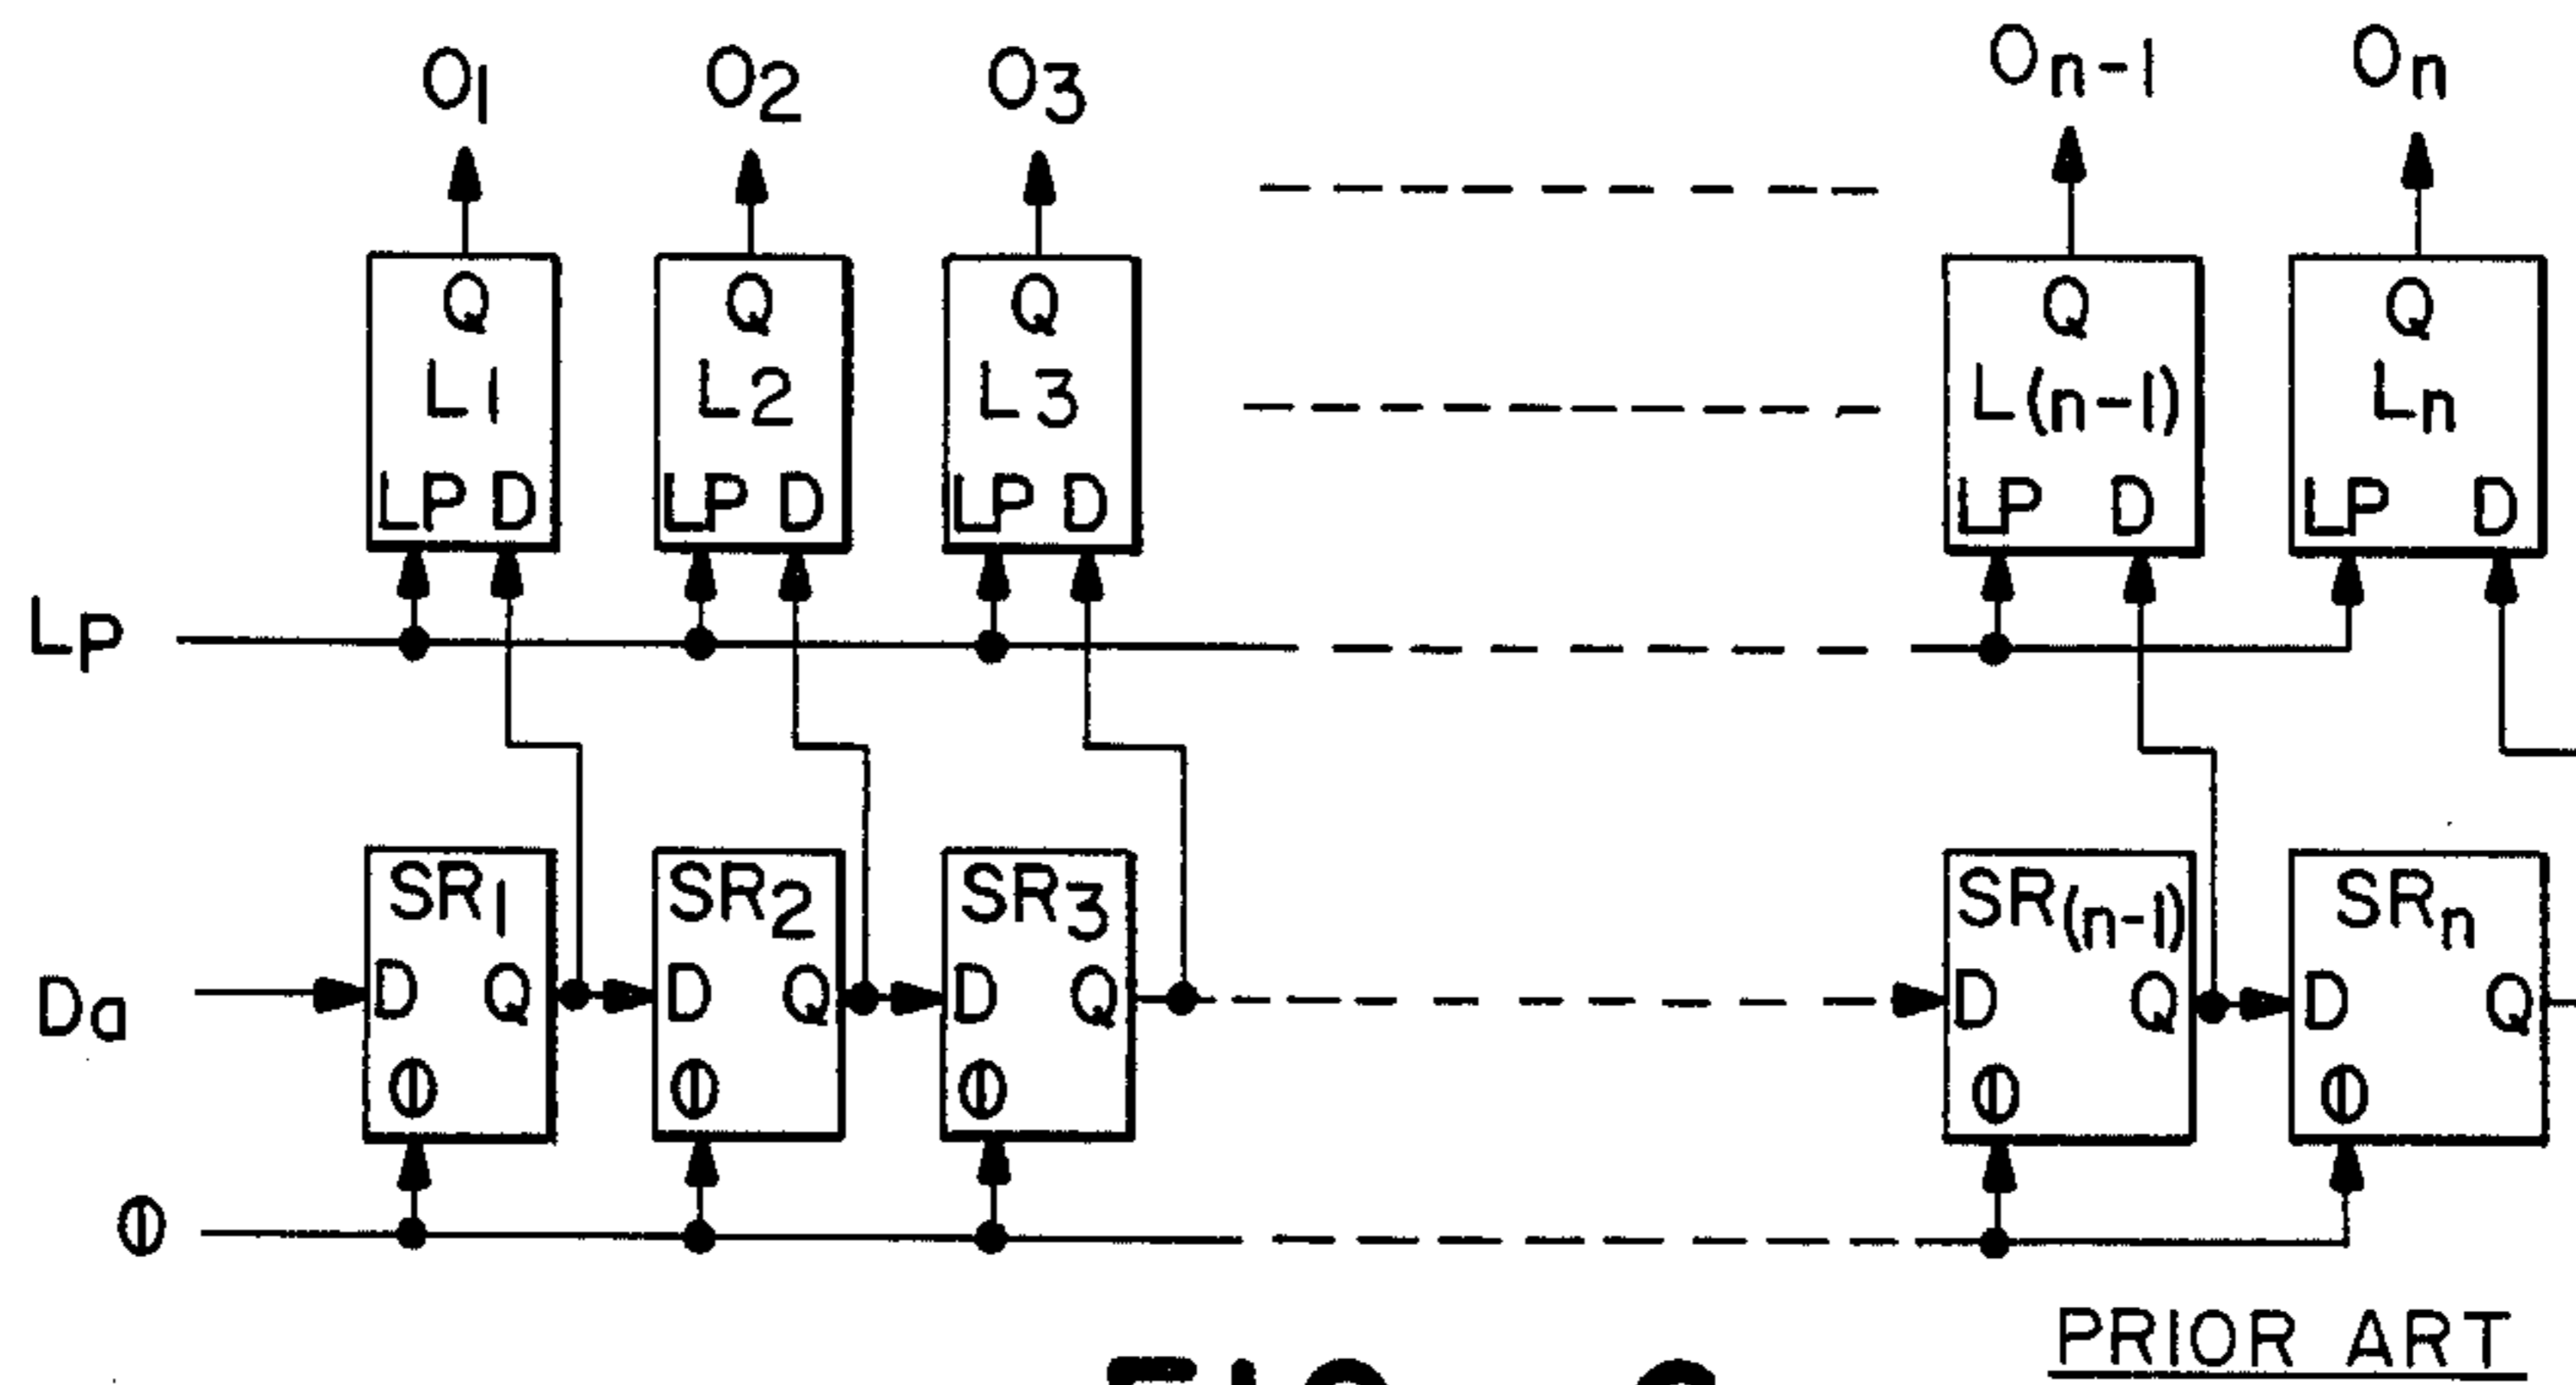 O1 O2 O3 On-1 On
Q Q Q Q Q
L1 L2 L3 L(n-1) Ln
LP D LP D LP D LP D LP D
LP
SR1 SR2 SR3 SR(n-1) SRn
Da D Q D Q D Q D Q D Q
Φ Φ Φ Φ Φ
Φ
PRIOR ART